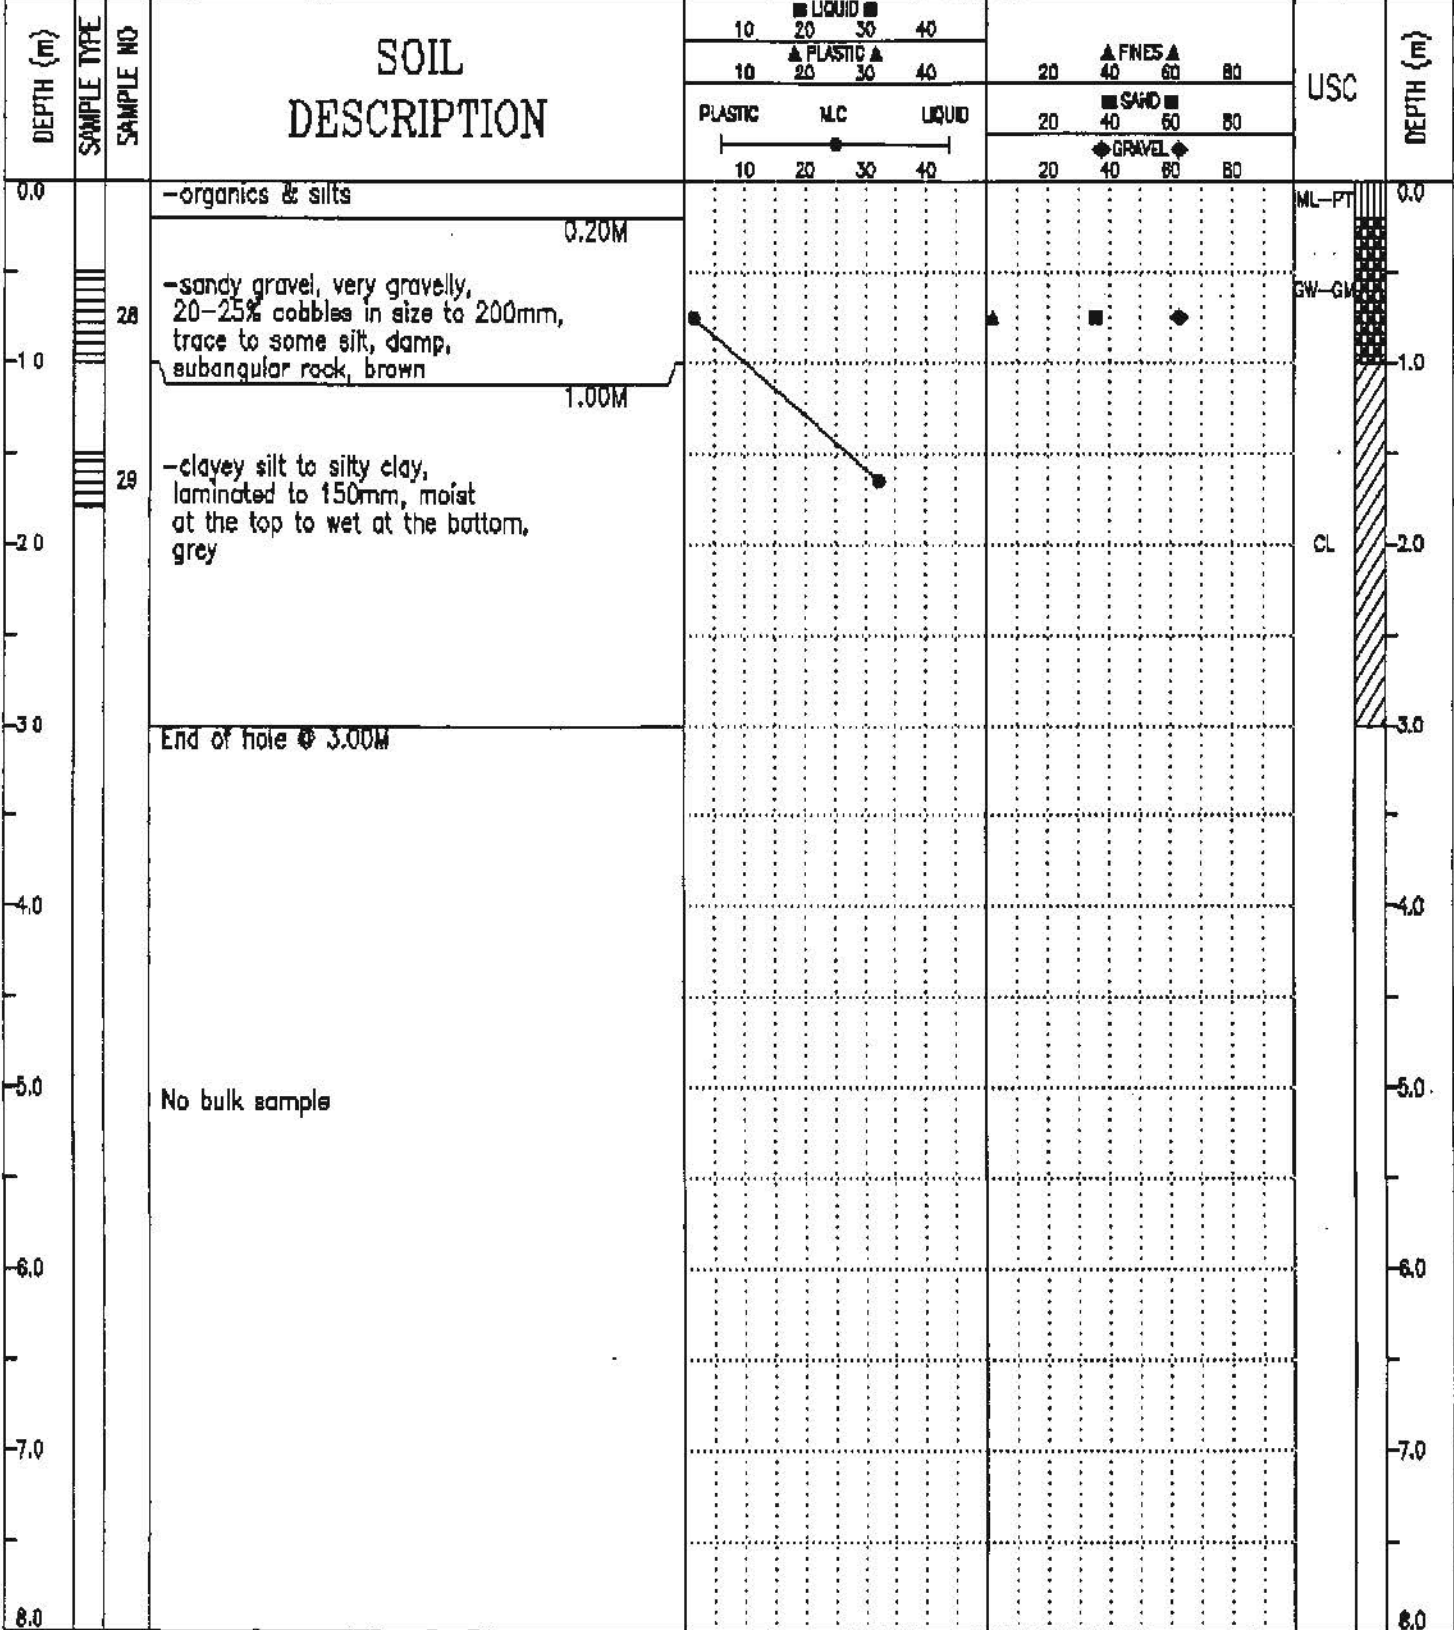 DEPTH (m)
SAMPLE TYPE
SAMPLE NO
SOIL
DESCRIPTION
■ LIQUID ■
10 20 30 40
▲ PLASTIC ▲
10 20 30 40
PLASTIC M.C LIQUID
10 20 30 40
▲ FINES ▲
20 40 60 80
■ SAND ■
20 40 60 80
◆ GRAVEL ◆
20 40 60 80
USC
DEPTH (m)
0.0 -organics & silts ML-PT 0.0
0.20M
-sandy gravel, very gravelly, GW-GM
28 20-25% cobbles in size to 200mm,
trace to some silt, damp,
1 0 subangular rock, brown 1.0
1.00M
-clayey silt to silty clay,
29 laminated to 150mm, moist
at the top to wet at the bottom,
2 0 grey CL 2.0
3 0 3.0
End of hole @ 3.00M
4.0 4.0
5.0 5.0
No bulk sample
6.0 6.0
7.0 7.0
8.0 8.0